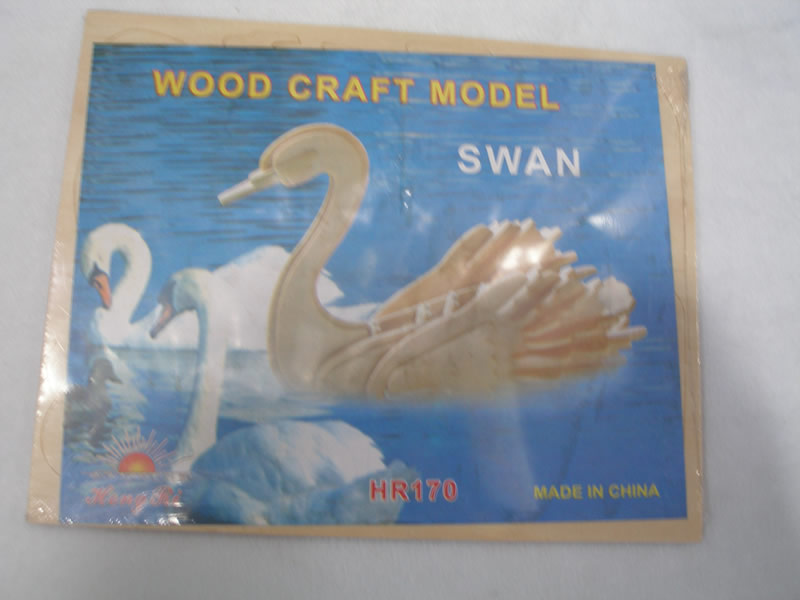 WOOD CRAFT MODEL
SWAN
HR170
MADE IN CHINA